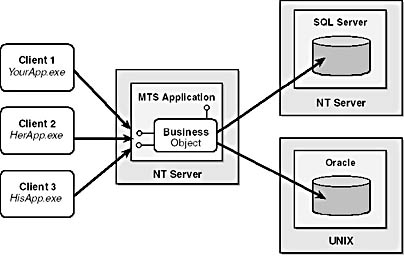 Client 1
YourApp.exe
Client 2
HerApp.exe
Client 3
HisApp.exe
MTS Application
Business
Object
NT Server
SQL Server
NT Server
Oracle
UNIX